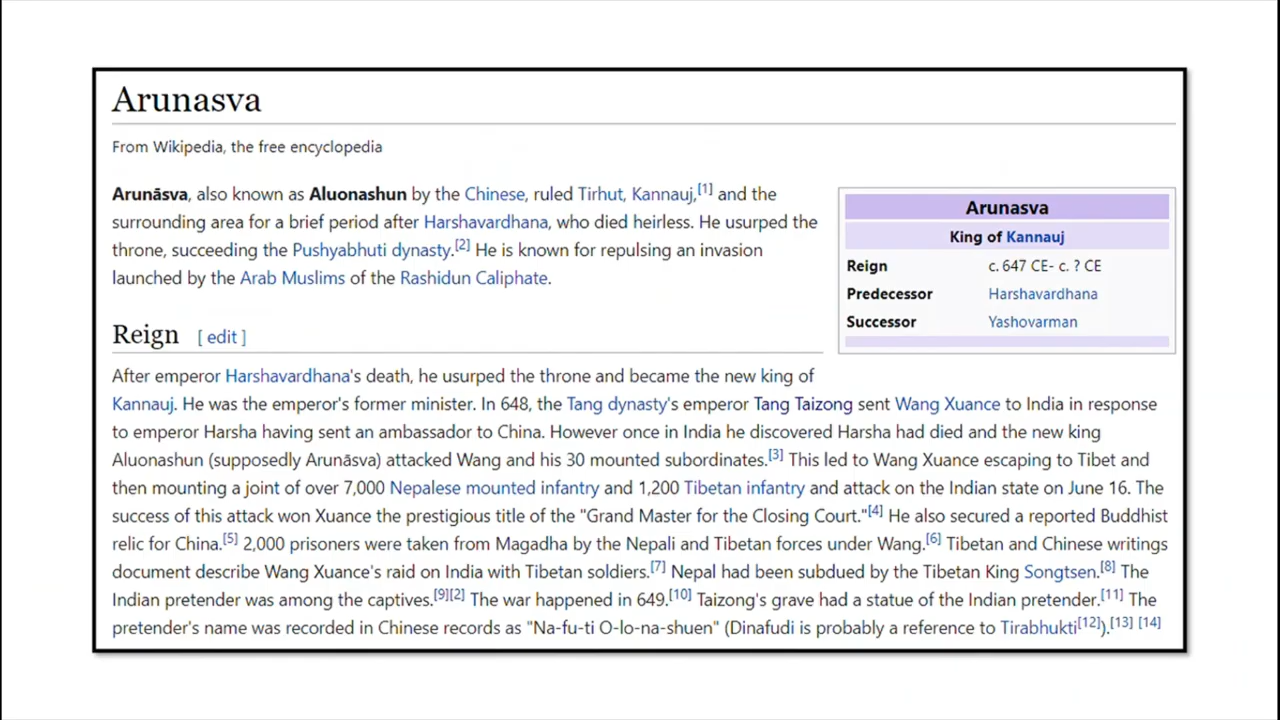 Arunasva
From Wikipedia, the free encyclopedia
Arunāsva, also known as Aluonashun by the Chinese, ruled Tirhut, Kannauj,[1] and the
surrounding area for a brief period after Harshavardhana, who died heirless. He usurped the
throne, succeeding the Pushyabhuti dynasty.[2] He is known for repulsing an invasion
launched by the Arab Muslims of the Rashidun Caliphate.
Arunasva
King of Kannauj
Reign c. 647 CE- c. ? CE
Predecessor Harshavardhana
Successor Yashovarman
Reign [ edit ]
After emperor Harshavardhana's death, he usurped the throne and became the new king of
Kannauj. He was the emperor's former minister. In 648, the Tang dynasty's emperor Tang Taizong sent Wang Xuance to India in response
to emperor Harsha having sent an ambassador to China. However once in India he discovered Harsha had died and the new king
Aluonashun (supposedly Arunāsva) attacked Wang and his 30 mounted subordinates.[3] This led to Wang Xuance escaping to Tibet and
then mounting a joint of over 7,000 Nepalese mounted infantry and 1,200 Tibetan infantry and attack on the Indian state on June 16. The
success of this attack won Xuance the prestigious title of the "Grand Master for the Closing Court."[4] He also secured a reported Buddhist
relic for China.[5] 2,000 prisoners were taken from Magadha by the Nepali and Tibetan forces under Wang.[6] Tibetan and Chinese writings
document describe Wang Xuance's raid on India with Tibetan soldiers.[7] Nepal had been subdued by the Tibetan King Songtsen.[8] The
Indian pretender was among the captives.[9][2] The war happened in 649.[10] Taizong's grave had a statue of the Indian pretender.[11] The
pretender's name was recorded in Chinese records as "Na-fu-ti O-lo-na-shuen" (Dinafudi is probably a reference to Tirabhukti[12]).[13] [14]